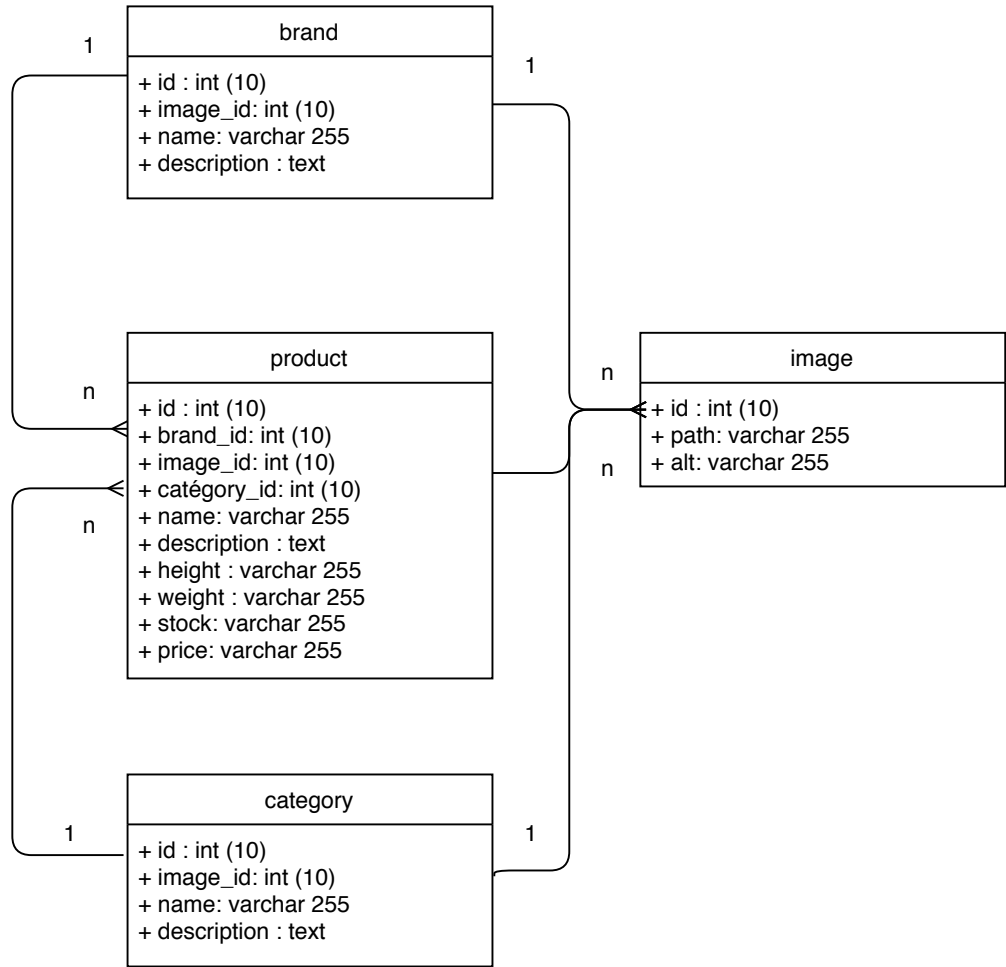 brand
1
1
+ id : int (10)
+ image_id: int (10)
+ name: varchar 255
+ description : text
product
image
n
n
+ id : int (10)
+ brand_id: int (10)
+ image_id: int (10)
+ catégory_id: int (10)
+ name: varchar 255
+ description : text
+ height : varchar 255
+ weight : varchar 255
+ stock: varchar 255
+ price: varchar 255
+ id : int (10)
+ path: varchar 255
+ alt: varchar 255
n
n
category
1
1
+ id : int (10)
+ image_id: int (10)
+ name: varchar 255
+ description : text